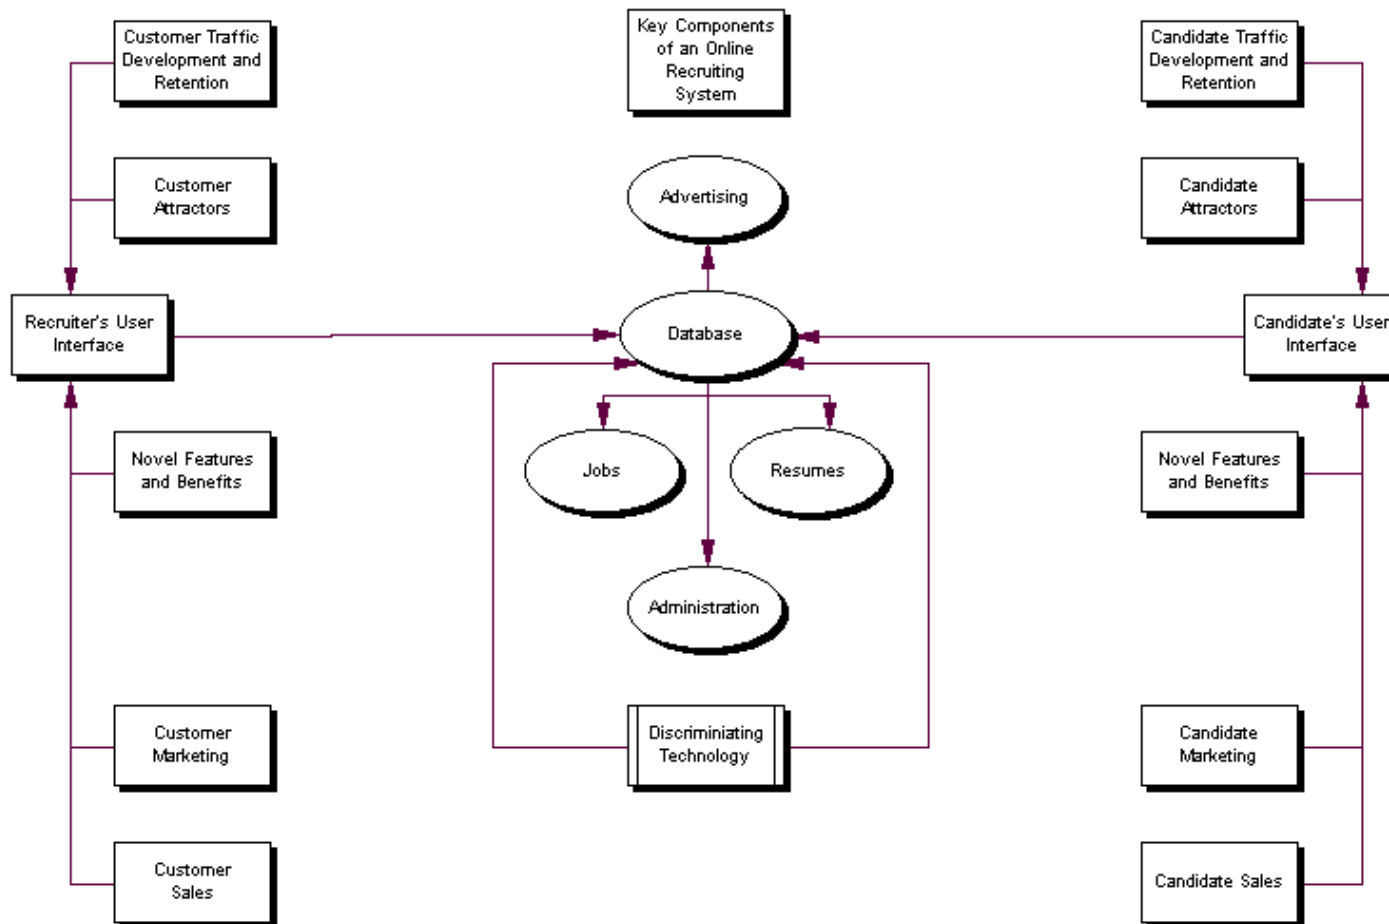 Customer Traffic
Development and
Retention
Key Components
of an Online
Recruiting
System
Candidate Traffic
Development and
Retention
Customer
Attractors
Advertising
Candidate
Attractors
Recruiter's User
Interface
Database
Candidate's User
Interface
Novel Features
and Benefits
Jobs
Resumes
Novel Features
and Benefits
Administration
Customer
Marketing
Discriminiating
Technology
Candidate
Marketing
Customer
Sales
Candidate Sales